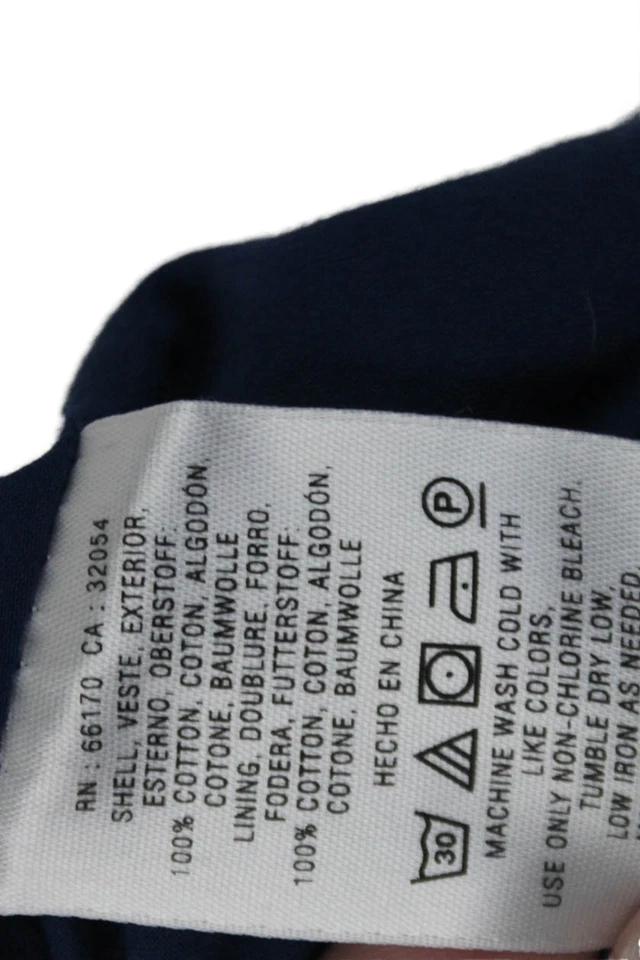 RN : 66170 CA : 32054
SHELL, VESTE, EXTERIOR,
ESTERNO, OBERSTOFF:
100% COTTON, COTON, ALGODÓN,
COTONE, BAUMWOLLE
LINING, DOUBLURE, FORRO,
FODERA, FUTTERSTOFF:
100% COTTON, COTON, ALGODÓN,
COTONE, BAUMWOLLE
HECHO EN CHINA
30 P
MACHINE WASH COLD WITH
LIKE COLORS,
USE ONLY NON-CHLORINE BLEACH.
TUMBLE DRY LOW,
LOW IRON AS NEEDED,